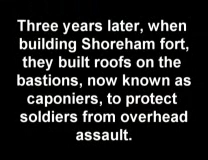 Three years later, when
building Shoreham fort,
they built roofs on the
bastions, now known as
caponiers, to protect
soldiers from overhead
assault.